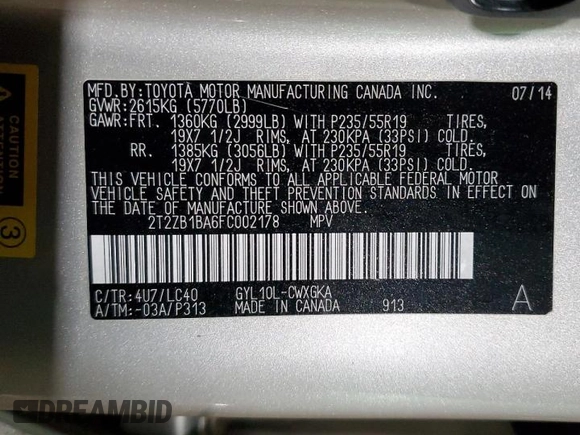 MFD.BY:TOYOTA MOTOR MANUFACTURING CANADA INC. 07/14
GVWR:2615KG (5770LB)
GAWR:FRT. 1360KG (2999LB) WITH P235/55R19 TIRES,
19X7 1/2J RIMS, AT 230KPA (33PSI) COLD.
RR. 1385KG (3056LB) WITH P235/55R19 TIRES,
19X7 1/2J RIMS, AT 230KPA (33PSI) COLD.
THIS VEHICLE CONFORMS TO ALL APPLICABLE FEDERAL MOTOR
VEHICLE SAFETY AND THEFT PREVENTION STANDARDS IN EFFECT ON
THE DATE OF MANUFACTURE SHOWN ABOVE.
2T2ZB1BA6FC002178 MPV
C/TR:4U7/LC40 GYL10L-CWXGKA
A/TM:-03A/P313 MADE IN CANADA 913 A
3
DREAMBID